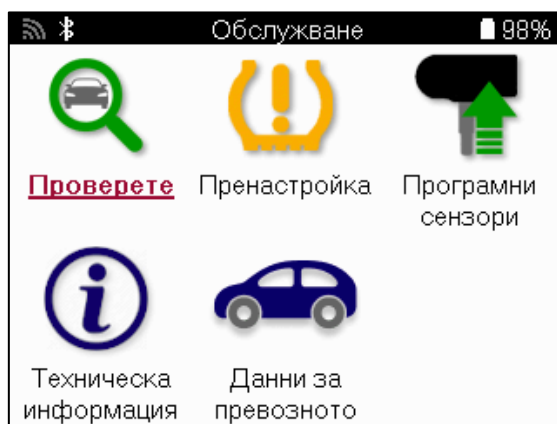 Обслужване 98%
Проверете Пренастройка Програмни
сензори
Техническа Данни за
информация превозното